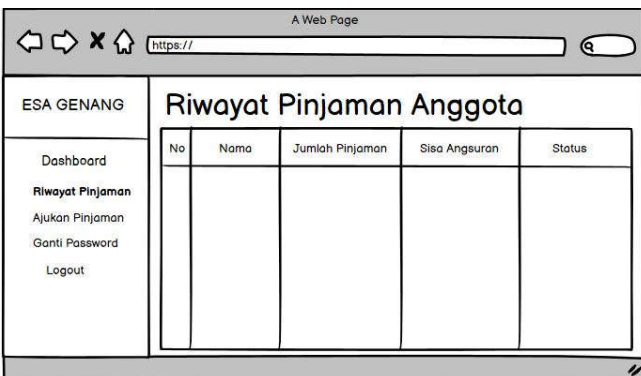 A Web Page
https://
ESA GENANG
Riwayat Pinjaman Anggota
No Nama Jumlah Pinjaman Sisa Angsuran Status
Dashboard
Riwayat Pinjaman
Ajukan Pinjaman
Ganti Password
Logout